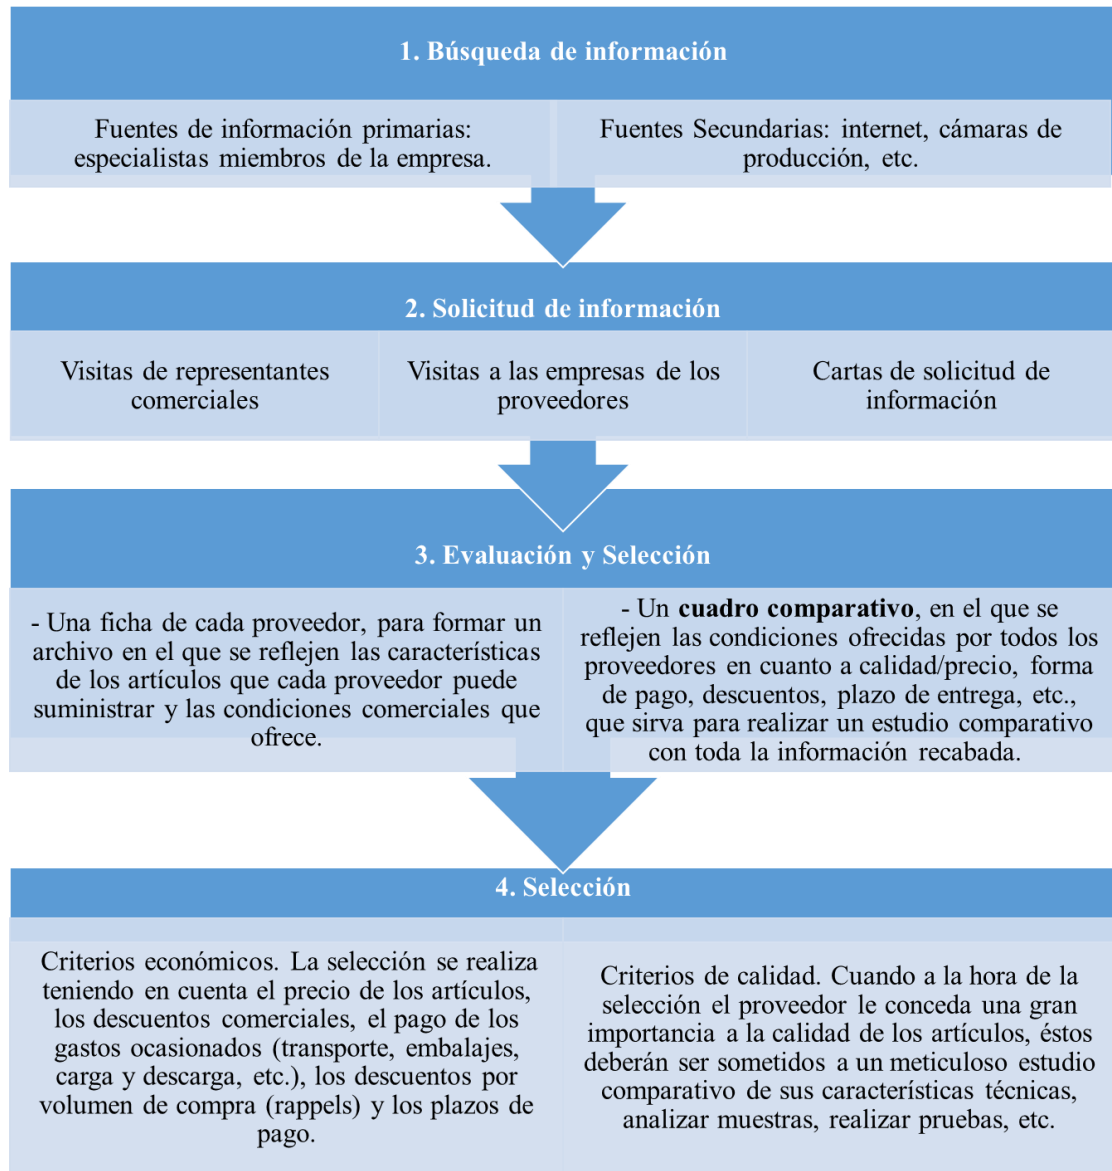 1. Búsqueda de información
Fuentes de información primarias:
especialistas miembros de la empresa.
Fuentes Secundarias: internet, cámaras de
producción, etc.
2. Solicitud de información
Visitas de representantes
comerciales
Visitas a las empresas de los
proveedores
Cartas de solicitud de
información
3. Evaluación y Selección
- Una ficha de cada proveedor, para formar un
archivo en el que se reflejen las características
de los artículos que cada proveedor puede
suministrar y las condiciones comerciales que
ofrece.
- Un cuadro comparativo, en el que se
reflejen las condiciones ofrecidas por todos los
proveedores en cuanto a calidad/precio, forma
de pago, descuentos, plazo de entrega, etc.,
que sirva para realizar un estudio comparativo
con toda la información recabada.
4. Selección
Criterios económicos. La selección se realiza
teniendo en cuenta el precio de los artículos,
los descuentos comerciales, el pago de los
gastos ocasionados (transporte, embalajes,
carga y descarga, etc.), los descuentos por
volumen de compra (rappels) y los plazos de
pago.
Criterios de calidad. Cuando a la hora de la
selección el proveedor le conceda una gran
importancia a la calidad de los artículos, éstos
deberán ser sometidos a un meticuloso estudio
comparativo de sus características técnicas,
analizar muestras, realizar pruebas, etc.